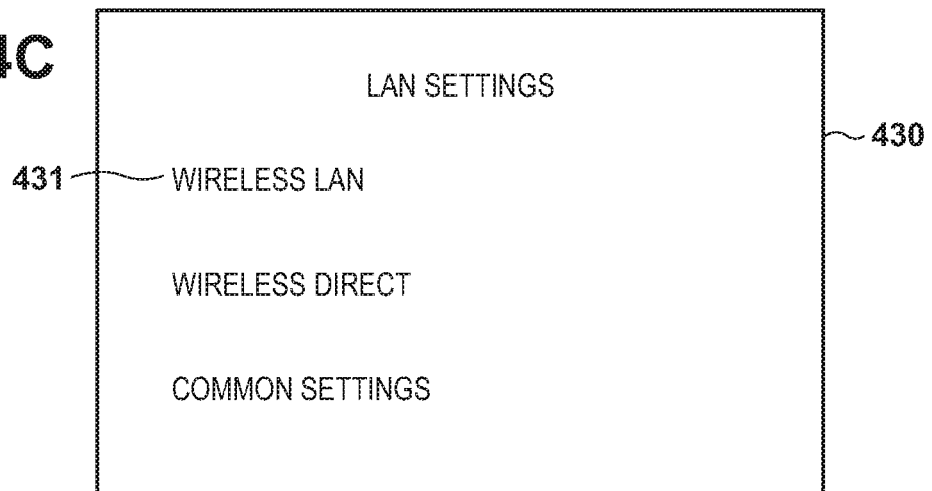 4C
LAN SETTINGS
430
431 WIRELESS LAN
WIRELESS DIRECT
COMMON SETTINGS